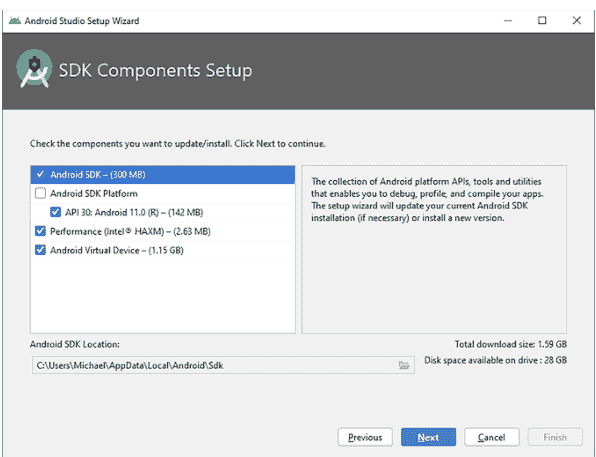 Android Studio Setup Wizard
SDK Components Setup
Check the components you want to update/install. Click Next to continue.
Android SDK – (300 MB)
Android SDK Platform
API 30: Android 11.0 (R) – (142 MB)
Performance (Intel® HAXM) – (2.63 MB)
Android Virtual Device – (1.15 GB)
The collection of Android platform APIs, tools and utilities
that enables you to debug, profile, and compile your apps.
The setup wizard will update your current Android SDK
installation (if necessary) or install a new version.
Android SDK Location:
C:\Users\Michael\AppData\Local\Android\Sdk
Total download size: 1.59 GB
Disk space available on drive : 28 GB
Previous
Next
Cancel
Finish